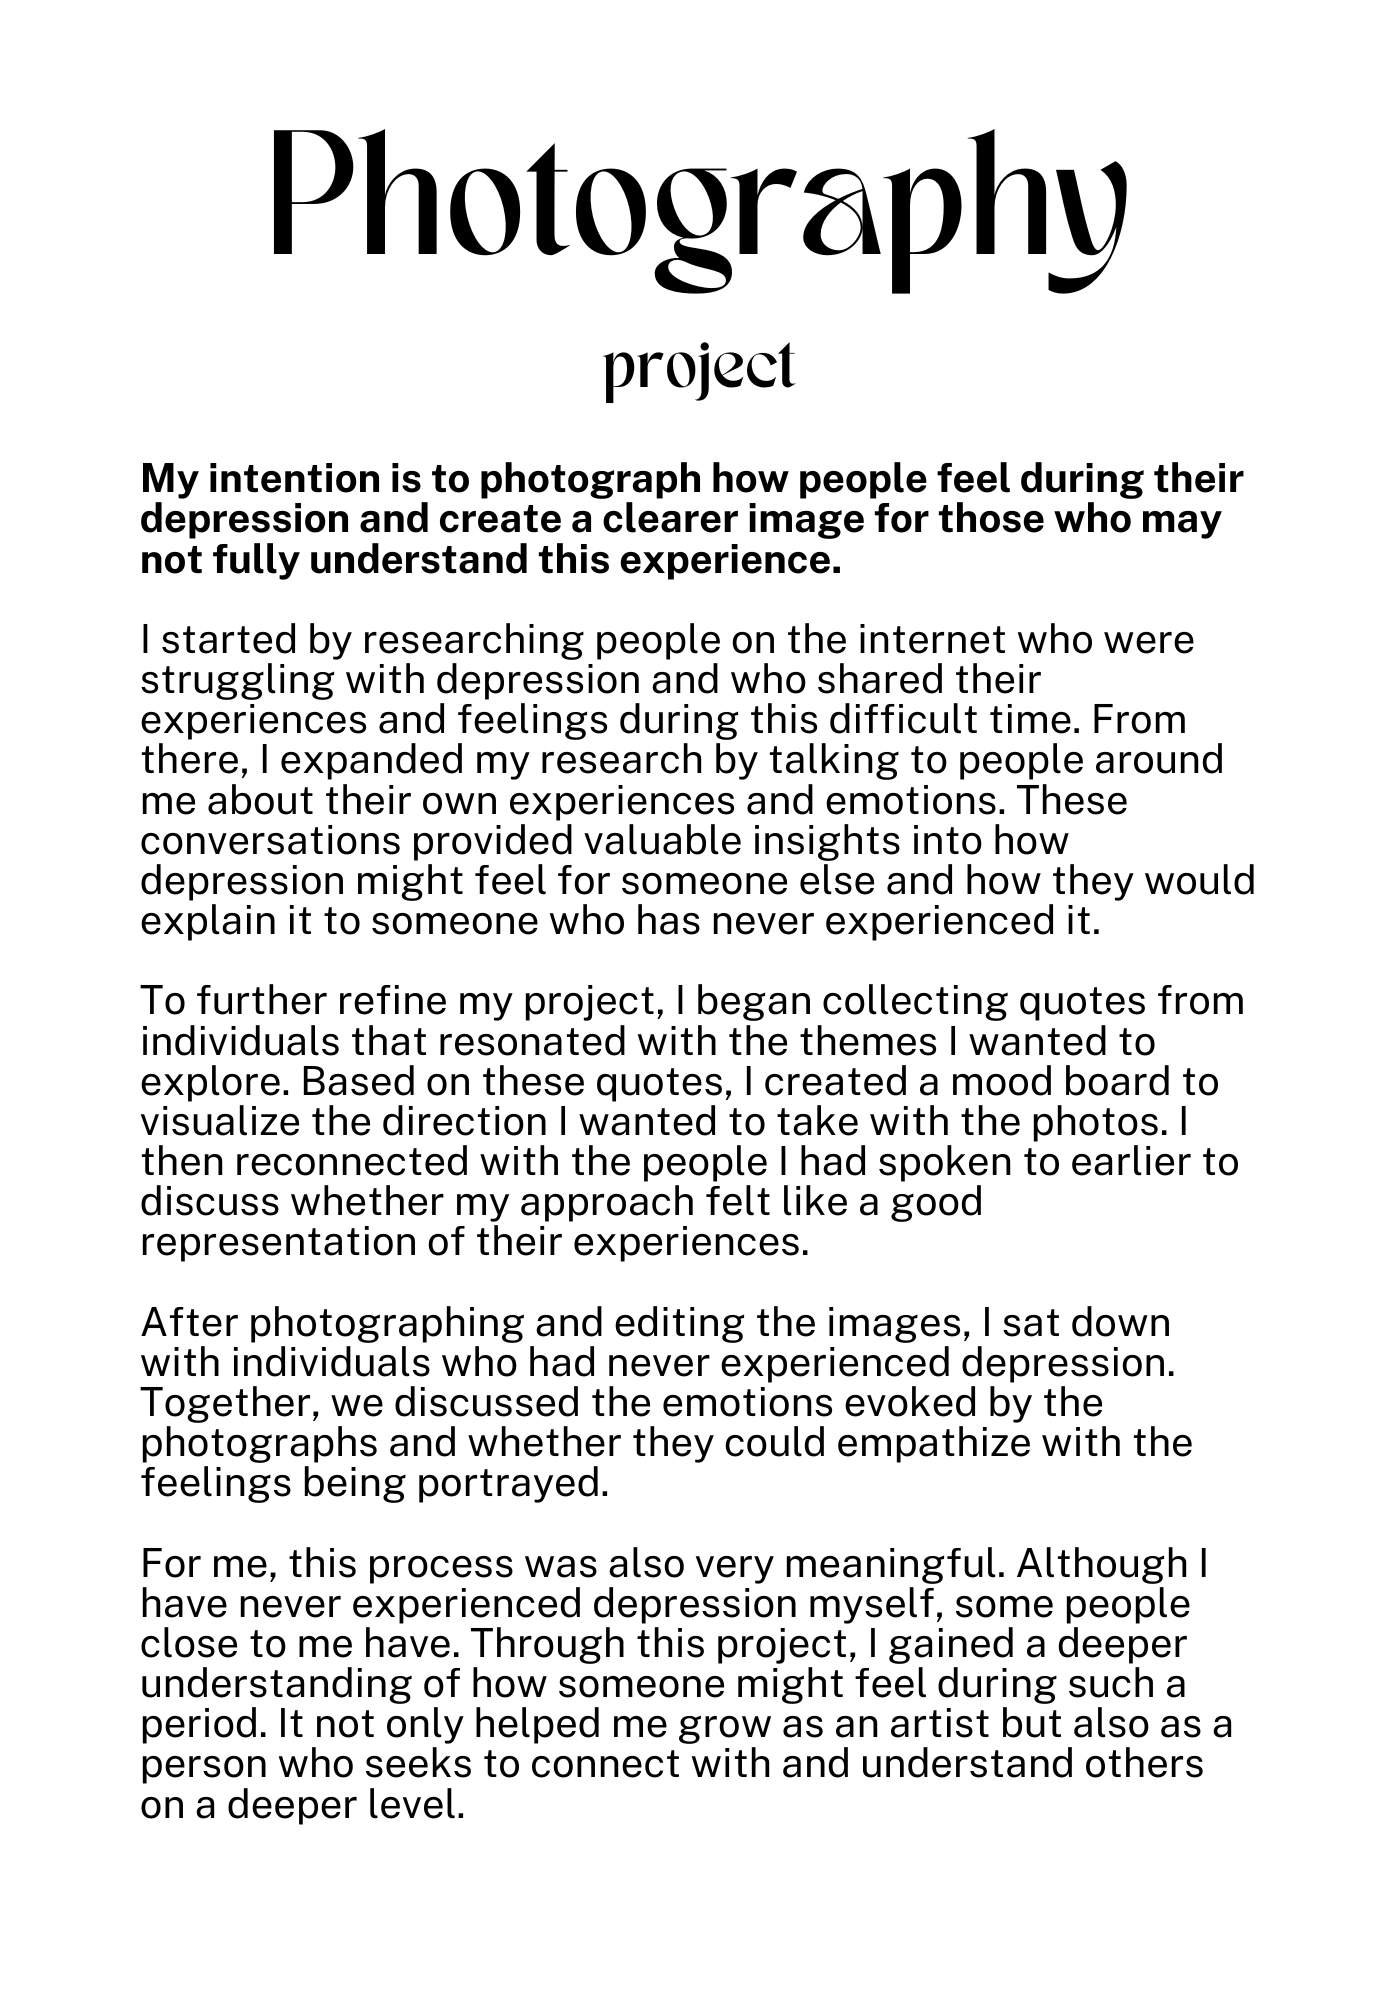 Photography
project
My intention is to photograph how people feel during their
depression and create a clearer image for those who may
not fully understand this experience.
I started by researching people on the internet who were
struggling with depression and who shared their
experiences and feelings during this difficult time. From
there, I expanded my research by talking to people around
me about their own experiences and emotions. These
conversations provided valuable insights into how
depression might feel for someone else and how they would
explain it to someone who has never experienced it.
To further refine my project, I began collecting quotes from
individuals that resonated with the themes I wanted to
explore. Based on these quotes, I created a mood board to
visualize the direction I wanted to take with the photos. I
then reconnected with the people I had spoken to earlier to
discuss whether my approach felt like a good
representation of their experiences.
After photographing and editing the images, I sat down
with individuals who had never experienced depression.
Together, we discussed the emotions evoked by the
photographs and whether they could empathize with the
feelings being portrayed.
For me, this process was also very meaningful. Although I
have never experienced depression myself, some people
close to me have. Through this project, I gained a deeper
understanding of how someone might feel during such a
period. It not only helped me grow as an artist but also as a
person who seeks to connect with and understand others
on a deeper level.